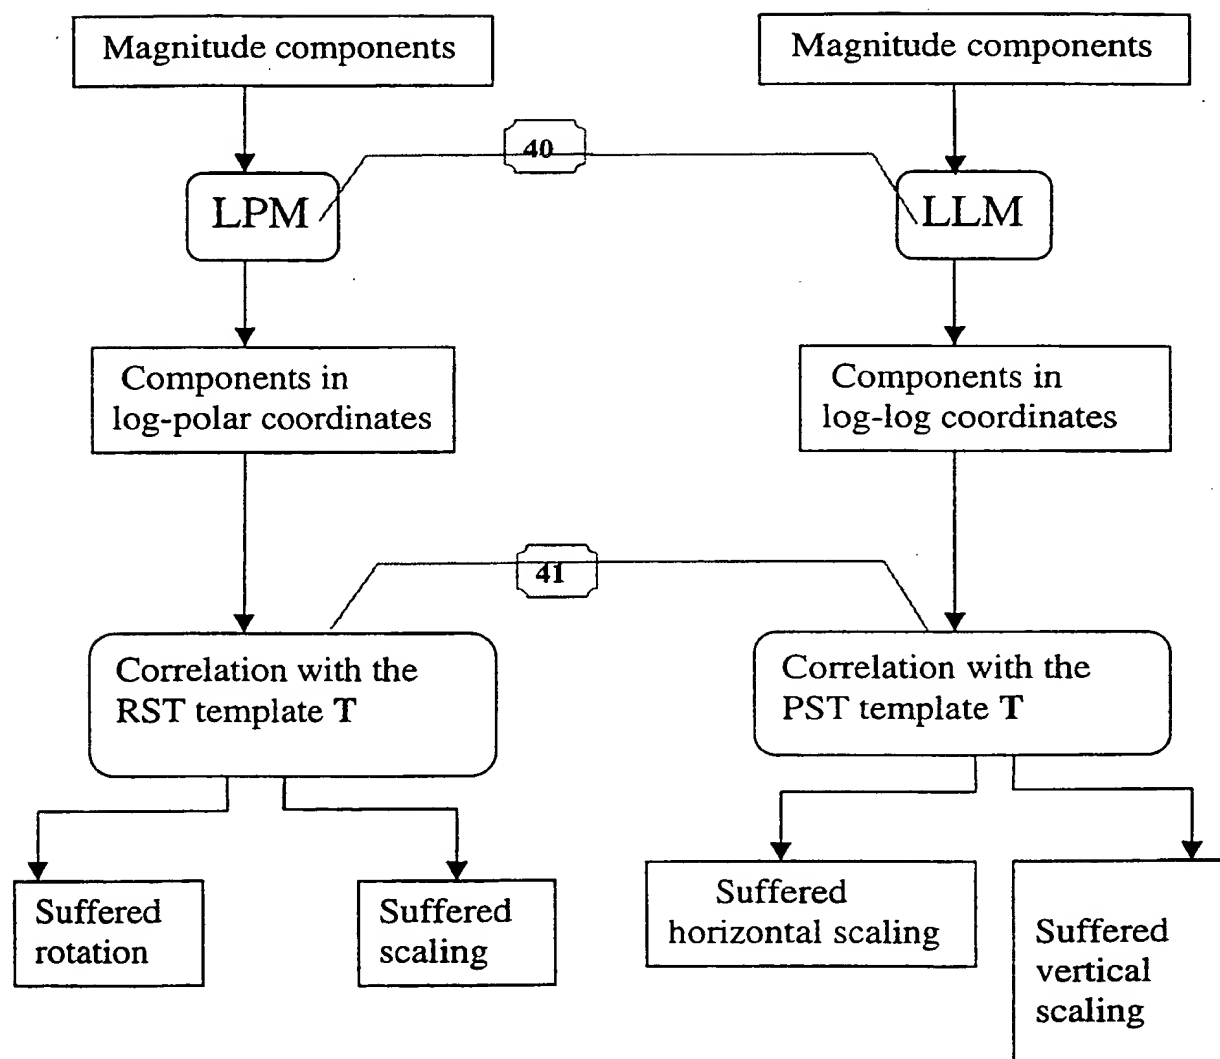 Magnitude components
Magnitude components
40
LPM
LLM
Components in
log-polar coordinates
Components in
log-log coordinates
41
Correlation with the
RST template T
Correlation with the
PST template T
Suffered
rotation
Suffered
scaling
Suffered
horizontal scaling
Suffered
vertical
scaling